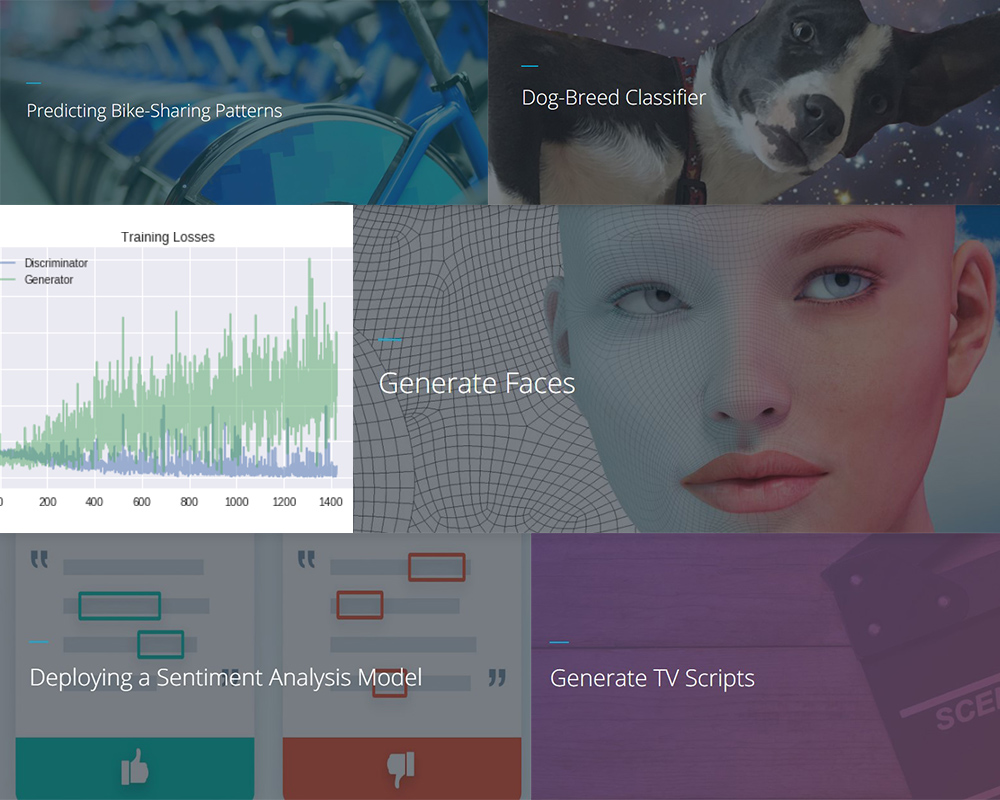 Predicting Bike-Sharing Patterns
Dog-Breed Classifier
Training Losses
Discriminator
Generator
0 200 400 600 800 1000 1200 1400
Generate Faces
Deploying a Sentiment Analysis Model
Generate TV Scripts